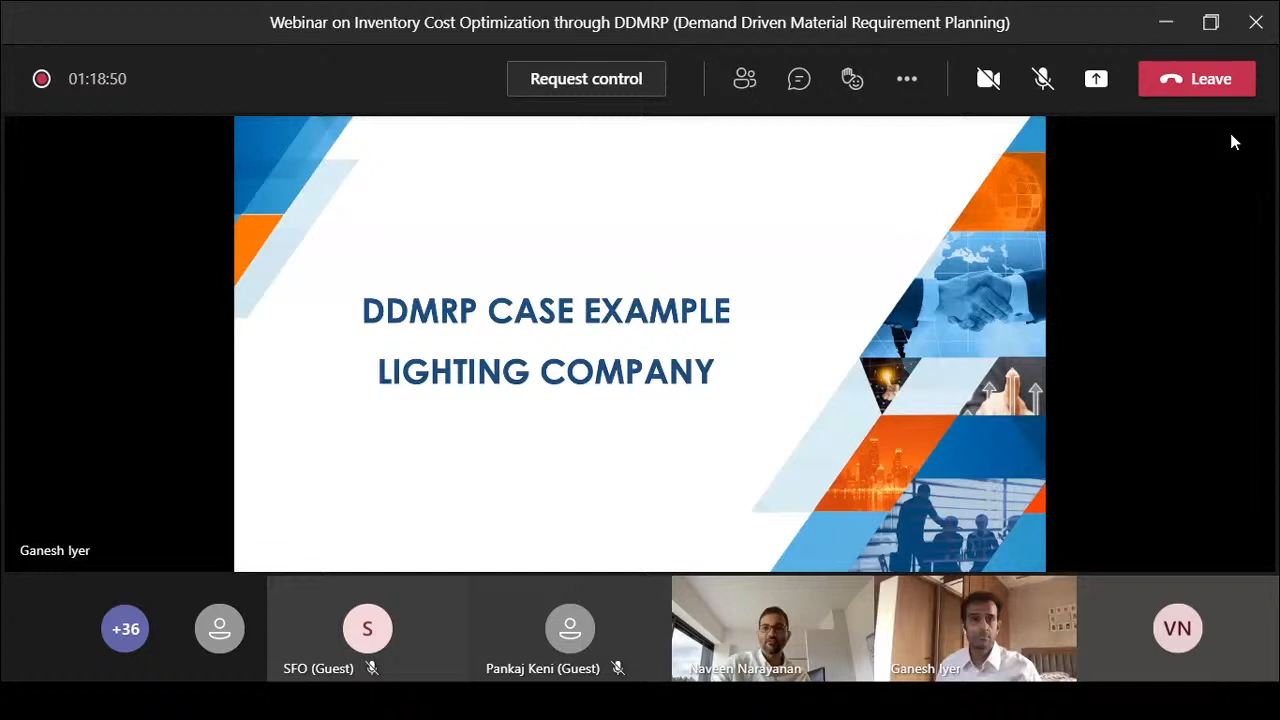 Webinar on Inventory Cost Optimization through DDMRP (Demand Driven Material Requirement Planning)
01:18:50
Request control
Leave
DDMRP CASE EXAMPLE
LIGHTING COMPANY
Ganesh Iyer
+36
S
SFO (Guest)
Pankaj Keni (Guest)
Naveen Narayanan
Ganesh Iyer
VN